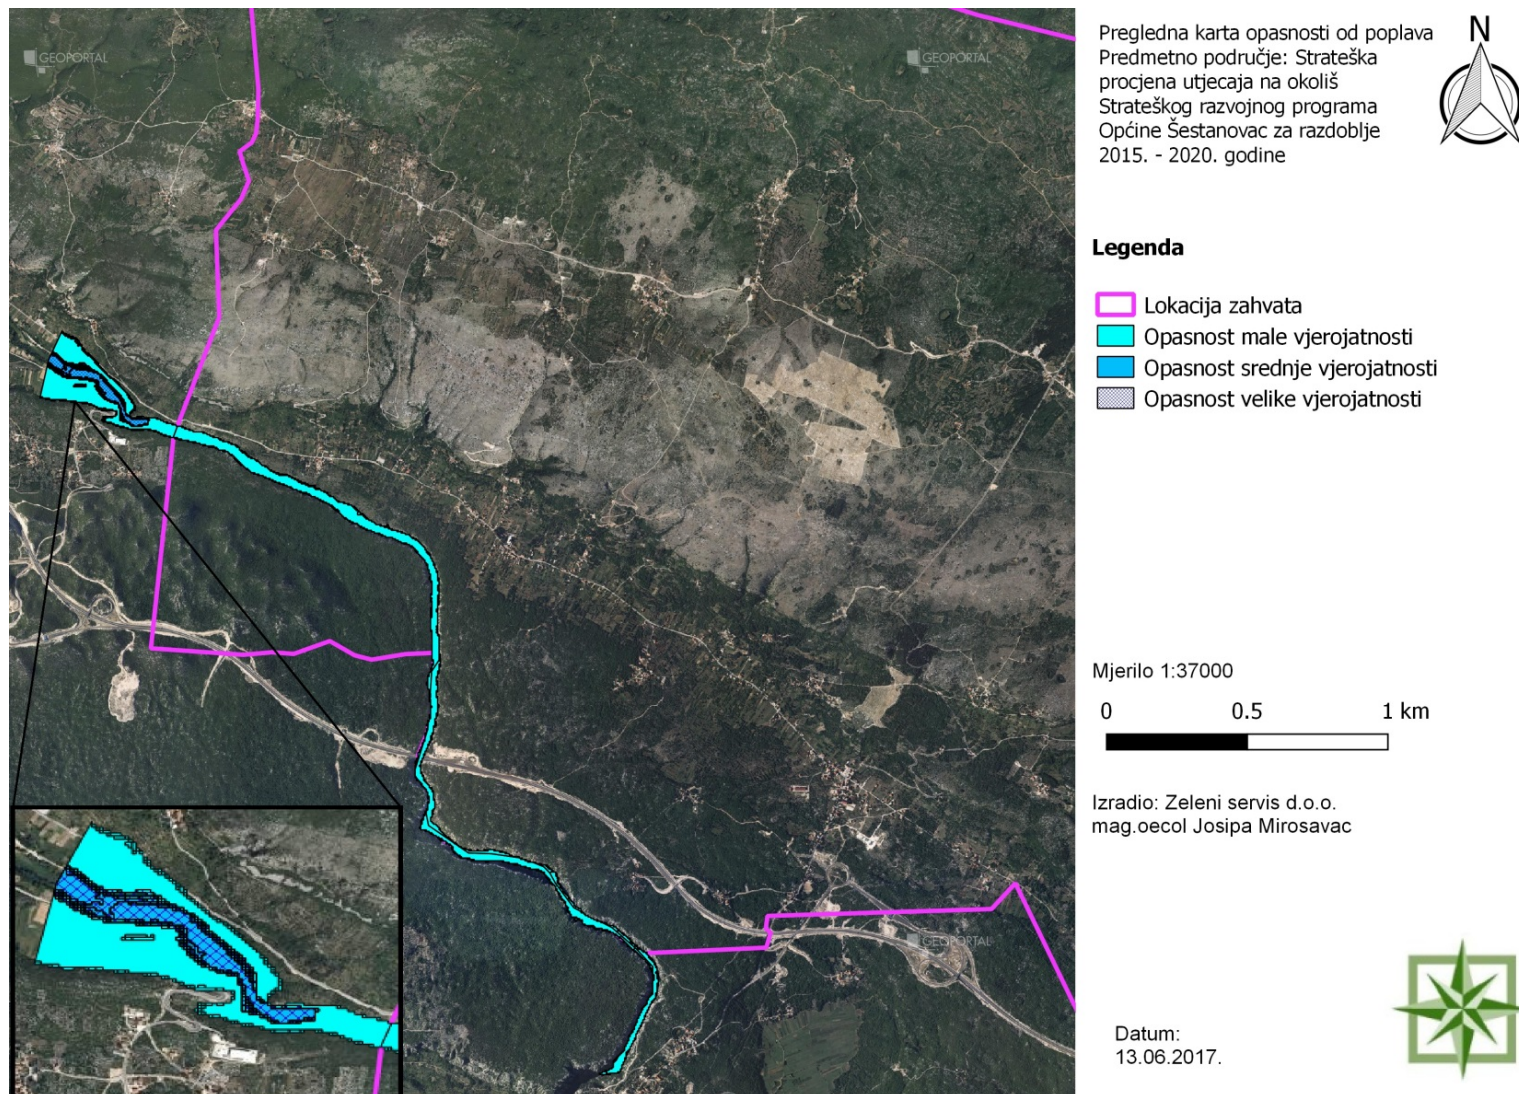 GEOPORTAL
GEOPORTAL
GEOPORTAL
Pregledna karta opasnosti od poplava
Predmetno područje: Strateška
procjena utjecaja na okoliš
Strateškog razvojnog programa
Općine Šestanovac za razdoblje
2015. - 2020. godine
N
Legenda
Lokacija zahvata
Opasnost male vjerojatnosti
Opasnost srednje vjerojatnosti
Opasnost velike vjerojatnosti
Mjerilo 1:37000
0 0.5 1 km
Izradio: Zeleni servis d.o.o.
mag.oecol Josipa Mirosavac
Datum:
13.06.2017.